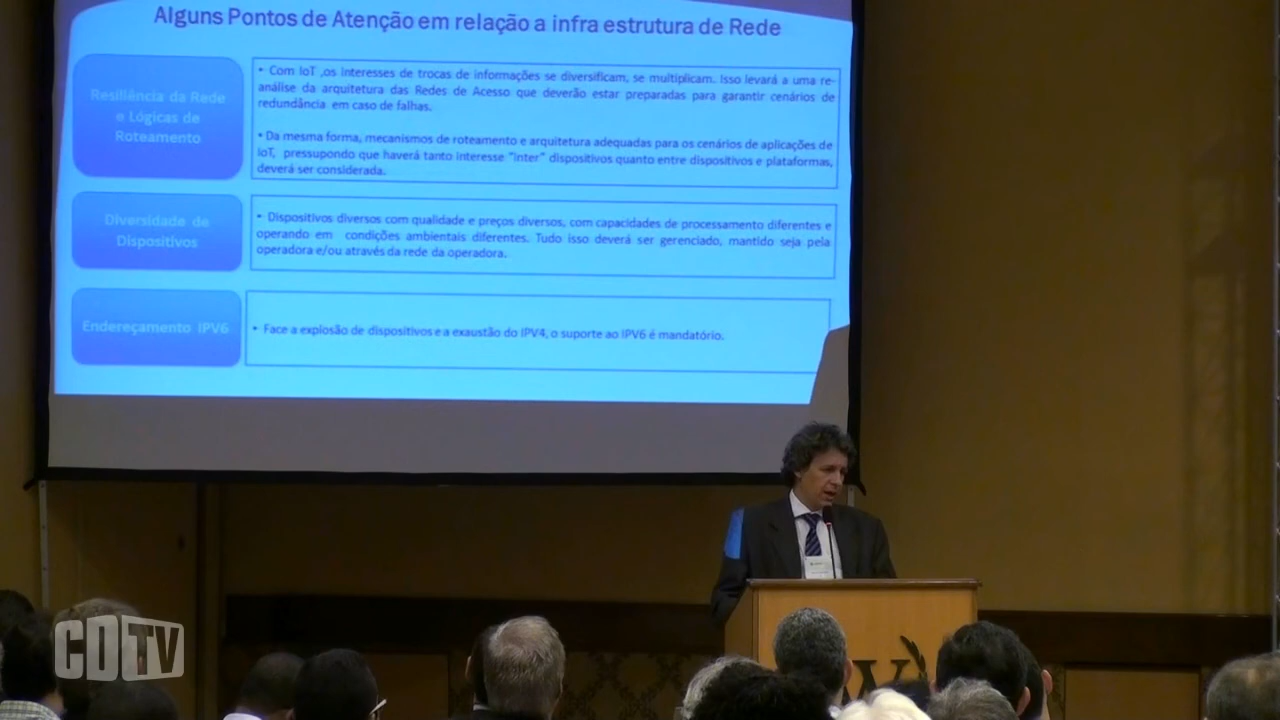 Alguns Pontos de Atenção em relação a infra estrutura de Rede
Resiliência da Rede
e Lógicas de
Roteamento
• Com IoT ,os interesses de trocas de informações se diversificam, se multiplicam. Isso levará a uma re-
análise da arquitetura das Redes de Acesso que deverão estar preparadas para garantir cenários de
redundância em caso de falhas.
• Da mesma forma, mecanismos de roteamento e arquitetura adequadas para os cenários de aplicações de
IoT, pressupondo que haverá tanto interesse "inter" dispositivos quanto entre dispositivos e plataformas,
deverá ser considerada.
Diversidade de
Dispositivos
• Dispositivos diversos com qualidade e preços diversos, com capacidades de processamento diferentes e
operando em condições ambientais diferentes. Tudo isso deverá ser gerenciado, mantido seja pela
operadora e/ou através da rede da operadora.
Endereçamento IPV6
• Face a explosão de dispositivos e a exaustão do IPV4, o suporte ao IPV6 é mandatório.
CDTV
W